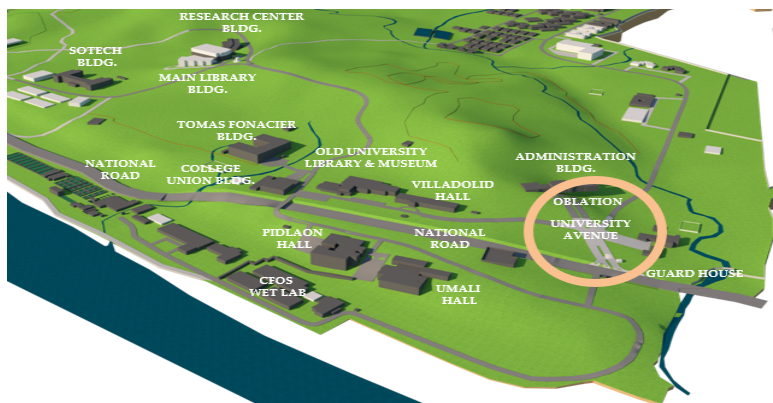 RESEARCH CENTER
BLDG.
SOTECH
BLDG.
MAIN LIBRARY
BLDG.
TOMAS FONACIER
BLDG.
OLD UNIVERSITY
LIBRARY & MUSEUM
ADMINISTRATION
BLDG.
NATIONAL
ROAD
COLLEGE
UNION BLDG.
VILLADOLID
HALL
OBLATION
UNIVERSITY
AVENUE
PIDLAON
HALL
NATIONAL
ROAD
GUARD HOUSE
CFOS
WET LAB
UMALI
HALL